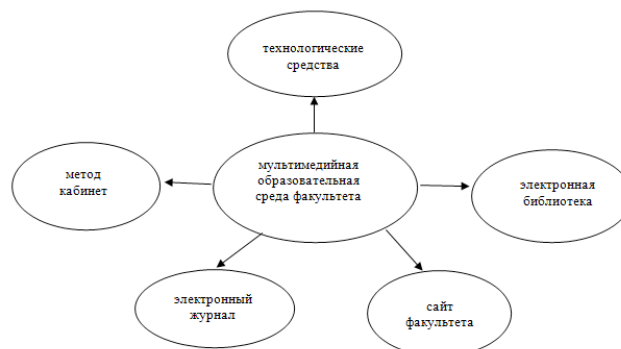 технологические
средства
метод
кабинет
мультимедийная
образовательная
среда факультета
электронная
библиотека
электронный
журнал
сайт
факультета